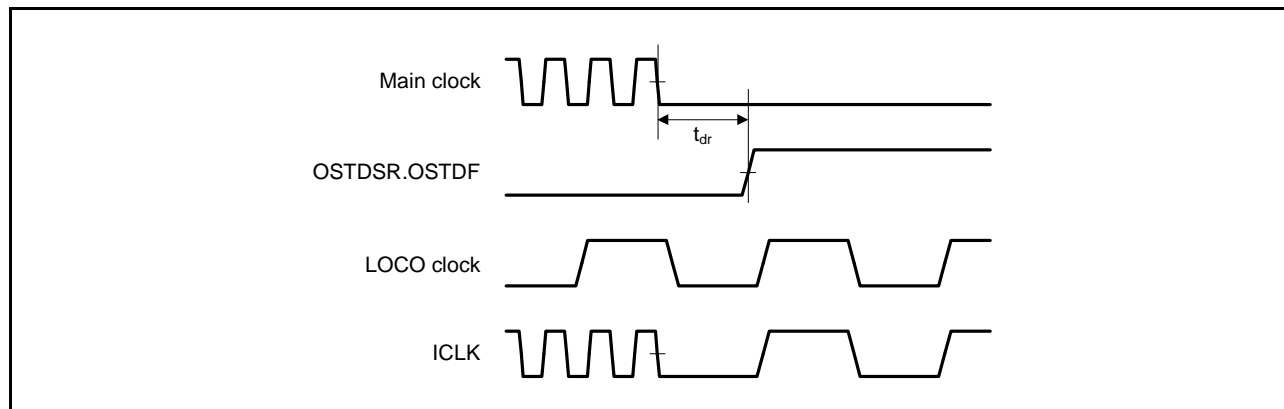 Main clock
tdr
OSTDSR.OSTDF
LOCO clock
ICLK